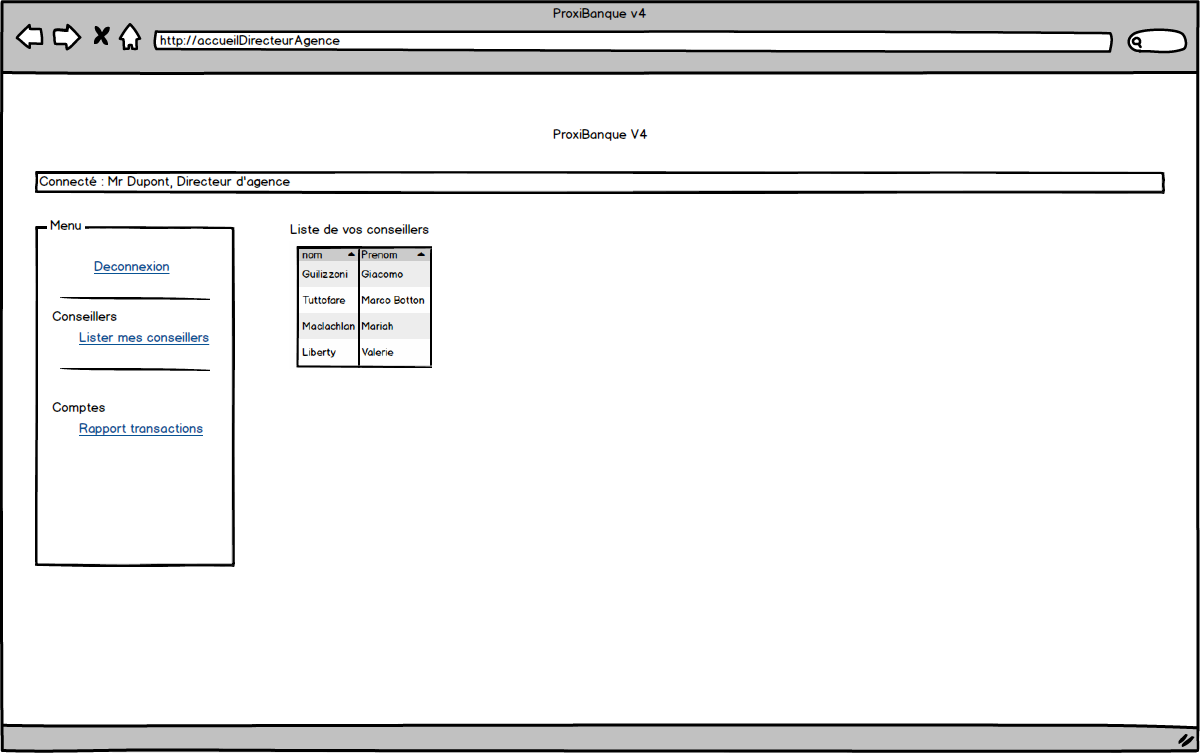 ProxiBanque v4
http://accueilDirecteurAgence
ProxiBanque V4
Connecté : Mr Dupont, Directeur d'agence
Menu
Deconnexion
Conseillers
Lister mes conseillers
Comptes
Rapport transactions
Liste de vos conseillers
nom Prenom
Guilizzoni Giacomo
Tuttofare Marco Botton
Maclachlan Mariah
Liberty Valerie